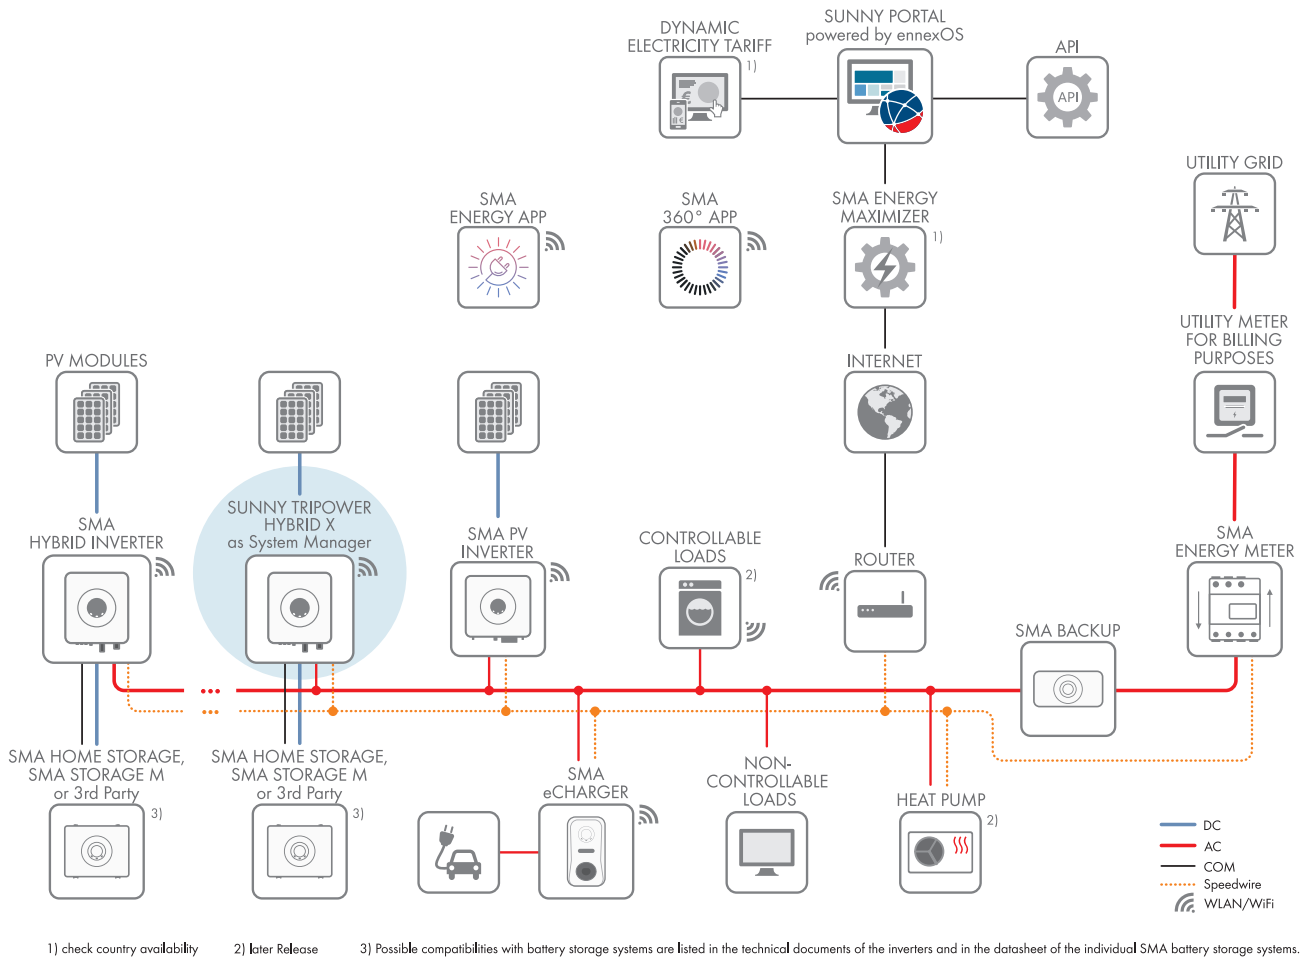 DYNAMIC
ELECTRICITY TARIFF
1)
SUNNY PORTAL
powered by ennexOS
API
API
UTILITY GRID
SMA
ENERGY APP
SMA
360° APP
SMA ENERGY
MAXIMIZER
1)
UTILITY METER
FOR BILLING
PURPOSES
PV MODULES
INTERNET
SMA
HYBRID INVERTER
SUNNY TRIPOWER
HYBRID X
as System Manager
SMA PV
INVERTER
CONTROLLABLE
LOADS
2)
ROUTER
SMA
ENERGY METER
SMA BACKUP
SMA HOME STORAGE,
SMA STORAGE M
or 3rd Party
3)
SMA HOME STORAGE,
SMA STORAGE M
or 3rd Party
3)
SMA
eCHARGER
NON-
CONTROLLABLE
LOADS
HEAT PUMP
2)
DC
AC
COM
Speedwire
WLAN/WiFi
1) check country availability
2) later Release
3) Possible compatibilities with battery storage systems are listed in the technical documents of the inverters and in the datasheet of the individual SMA battery storage systems.